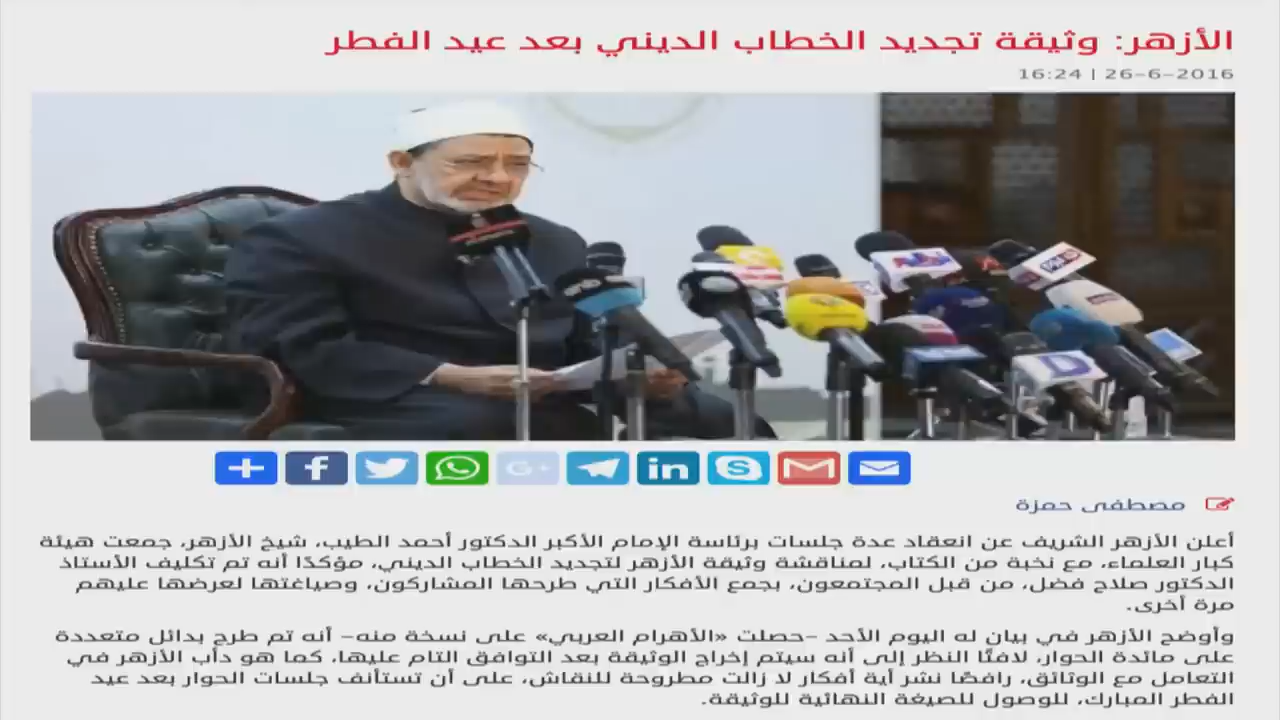 الأزهر: وثيقة تجديد الخطاب الديني بعد عيد الفطر
26-6-2016 | 16:24
مصطفى حمزة
أعلن الأزهر الشريف عن انعقاد عدة جلسات برئاسة الإمام الأكبر الدكتور أحمد الطيب، شيخ الأزهر، جمعت هيئة
كبار العلماء، مع نخبة من الكتاب، لمناقشة وثيقة الأزهر لتجديد الخطاب الديني، مؤكدًا أنه تم تكليف الأستاذ
الدكتور صلاح فضل، من قبل المجتمعون، بجمع الأفكار التي طرحها المشاركون، وصياغتها لعرضها عليهم
مرة أخرى.
وأوضح الأزهر في بيان له اليوم الأحد -حصلت «الأهرام العربي» على نسخة منه- أنه تم طرح بدائل متعددة
على مائدة الحوار، لافتًا النظر إلى أنه سيتم إخراج الوثيقة بعد التوافق التام عليها، كما هو دأب الأزهر في
التعامل مع الوثائق، رافضًا نشر أية أفكار لا زالت مطروحة للنقاش، على أن تستأنف جلسات الحوار بعد عيد
الفطر المبارك، للوصول للصيغة النهائية للوثيقة.